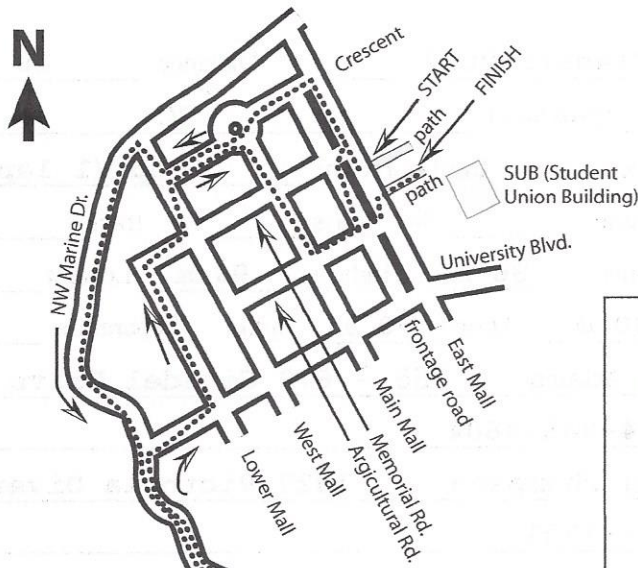 N
Crescent
START
FINISH
path
path
SUB (Student
Union Building)
NW Marine Dr.
University Blvd.
East Mall
frontage road
Main Mall
Memorial Rd.
Argicultural Rd.
West Mall
Lower Mall